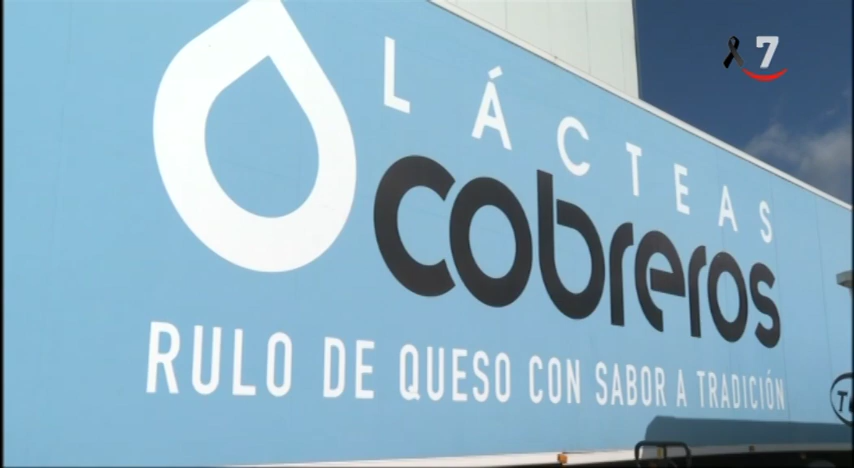 7
LÁCTEAS
cobreros
RULO DE QUESO CON SABOR A TRADICIÓN